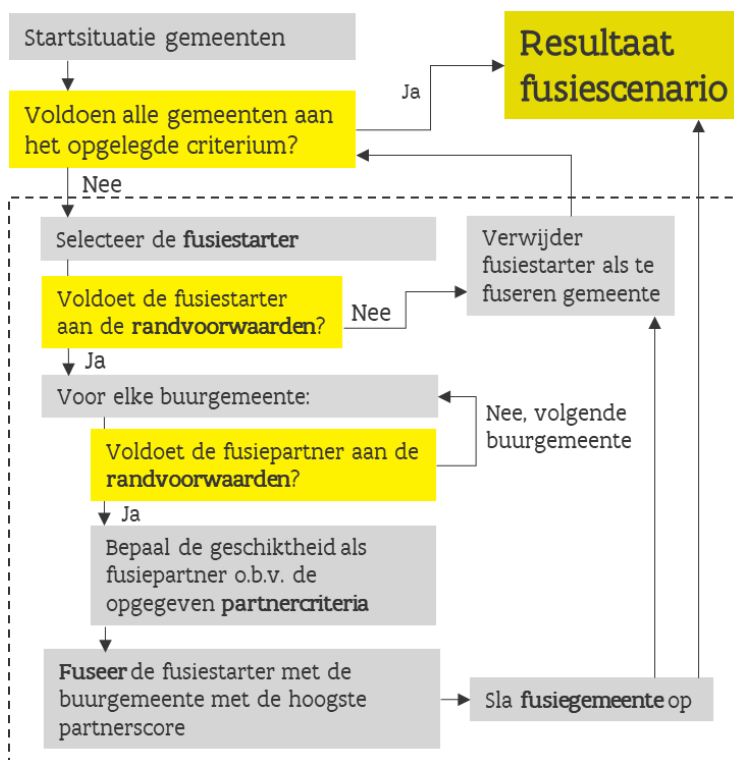 Startsituatie gemeenten
Resultaat
fusiescenario
Ja
Voldoen alle gemeenten aan
het opgelegde criterium?
Nee
Selecteer de fusiestarter
Verwijder
fusiestarter als te
fuseren gemeente
Voldoet de fusiestarter
aan de randvoorwaarden?
Nee
Ja
Voor elke buurgemeente:
Nee, volgende
buurgemeente
Voldoet de fusiepartner aan de
randvoorwaarden?
Ja
Bepaal de geschiktheid als
fusiepartner o.b.v. de
opgegeven partnercriteria
Fuseer de fusiestarter met de
buurgemeente met de hoogste
partnerscore
Sla fusiegemeente op